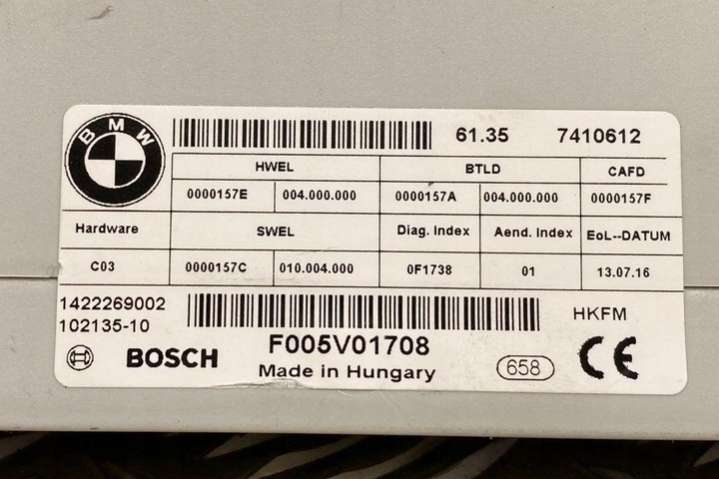 BMW
61.35 7410612
HWEL BTLD CAFD
0000157E 004.000.000 0000157A 004.000.000 0000157F
Hardware SWEL Diag. Index Aend. Index EoL--DATUM
C03 0000157C 010.004.000 0F1738 01 13.07.16
1422269002
102135-10
HKFM
BOSCH F005V01708
Made in Hungary 658 CE